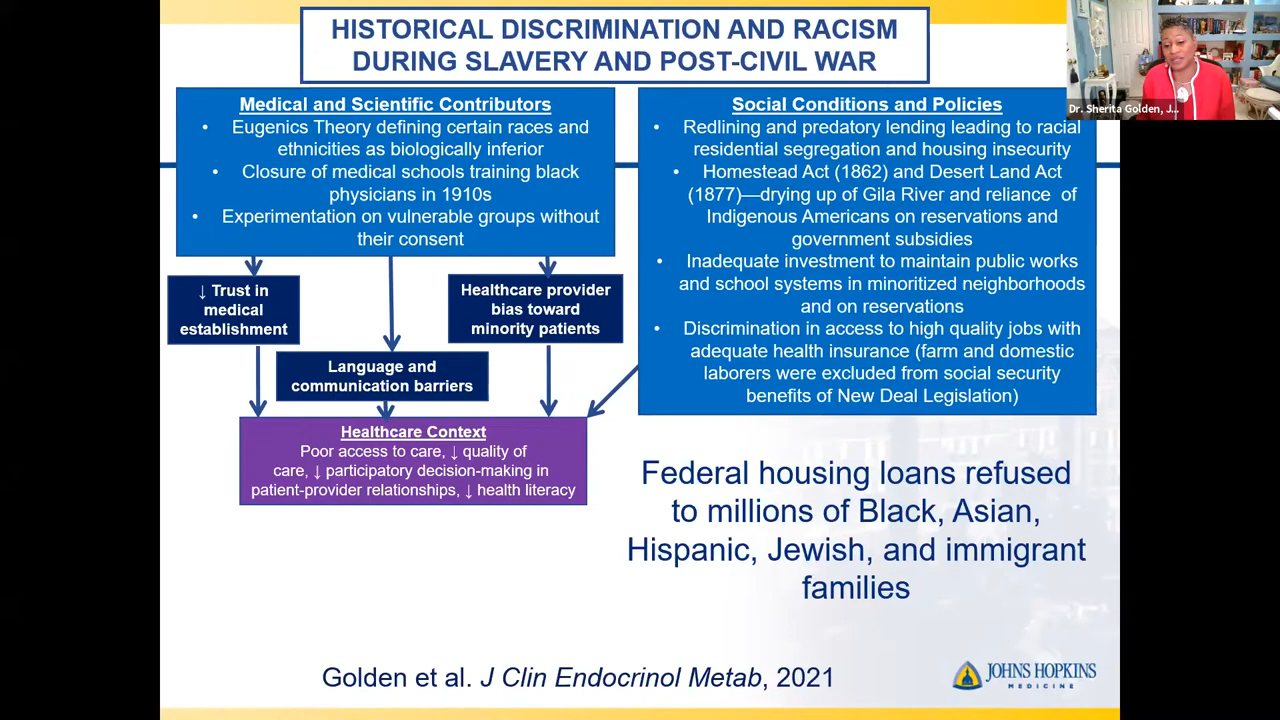 HISTORICAL DISCRIMINATION AND RACISM
DURING SLAVERY AND POST-CIVIL WAR
Medical and Scientific Contributors
• Eugenics Theory defining certain races and
ethnicities as biologically inferior
• Closure of medical schools training black
physicians in 1910s
• Experimentation on vulnerable groups without
their consent
↓ Trust in
medical
establishment
Healthcare provider
bias toward
minority patients
Language and
communication barriers
Healthcare Context
Poor access to care, ↓ quality of
care, ↓ participatory decision-making in
patient-provider relationships, ↓ health literacy
Social Conditions and Policies
• Redlining and predatory lending leading to racial
residential segregation and housing insecurity
• Homestead Act (1862) and Desert Land Act
(1877)—drying up of Gila River and reliance of
Indigenous Americans on reservations and
government subsidies
• Inadequate investment to maintain public works
and school systems in minoritized neighborhoods
and on reservations
• Discrimination in access to high quality jobs with
adequate health insurance (farm and domestic
laborers were excluded from social security
benefits of New Deal Legislation)
Federal housing loans refused
to millions of Black, Asian,
Hispanic, Jewish, and immigrant
families
Golden et al. J Clin Endocrinol Metab, 2021
JOHNS HOPKINS
MEDICINE
Dr. Sherita Golden, J...